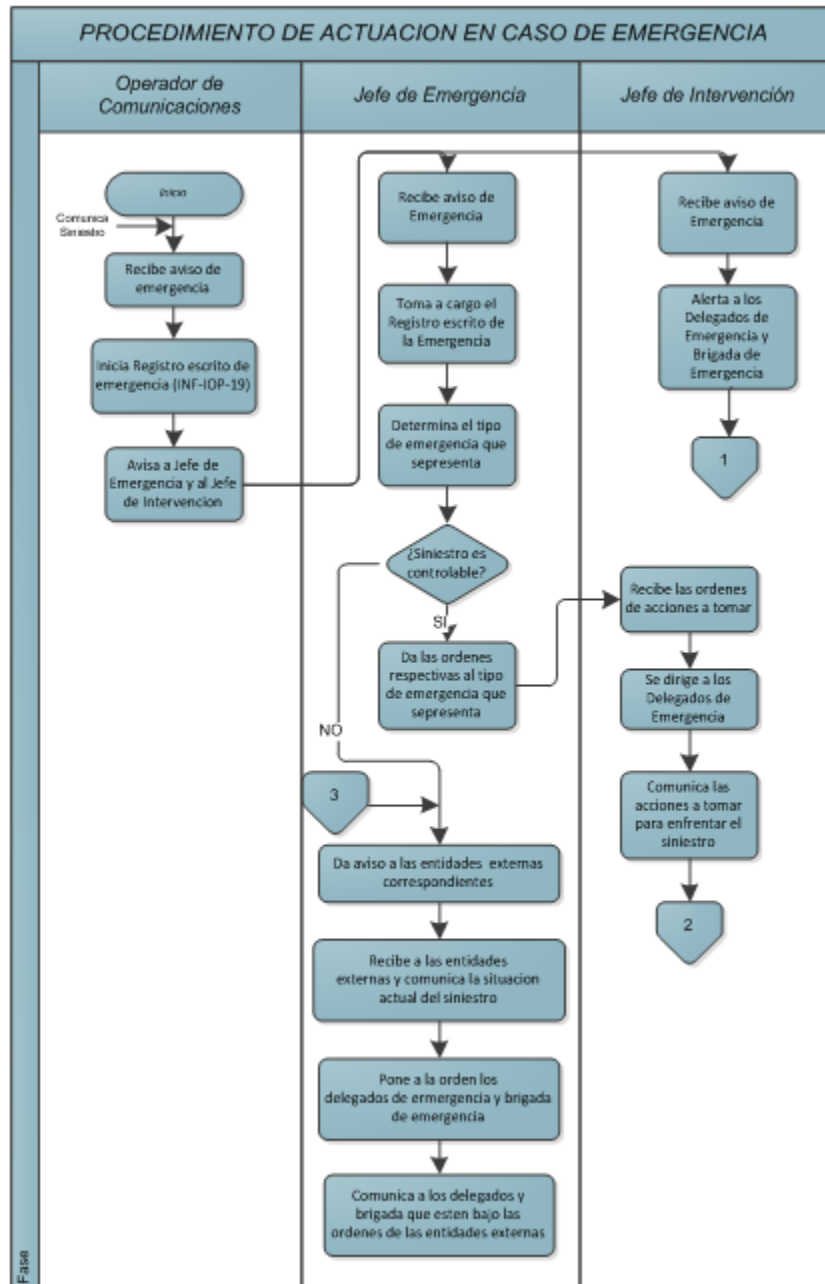 PROCEDIMIENTO DE ACTUACION EN CASO DE EMERGENCIA
Operador de
Comunicaciones
Jefe de Emergencia
Jefe de Intervención
Inicio
Comunica
Siniestro
Recibe aviso de
emergencia
Inicia Registro escrito de
emergencia (INF-IOP-19)
Avisa a Jefe de
Emergencia y al Jefe
de Intervencion
Recibe aviso de
Emergencia
Toma a cargo el
Registro escrito de
la Emergencia
Determina el tipo
de emergencia que
sepresenta
¿Siniestro es
controlable?
SI
Da las ordenes
respectivas al tipo
de emergencia que
sepresenta
NO
3
Da aviso a las entidades externas
correspondientes
Recibe a las entidades
externas y comunica la situacion
actual del siniestro
Pone a la orden los
delegados de ermergencia y brigada
de emergencia
Comunica a los delegados y
brigada que esten bajo las
ordenes de las entidades externas
Recibe aviso de
Emergencia
Alerta a los
Delegados de
Emergencia y
Brigada de
Emergencia
1
Recibe las ordenes
de acciones a tomar
Se dirige a los
Delegados de
Emergencia
Comunica las
acciones a tomar
para enfrentar el
siniestro
2
Fase